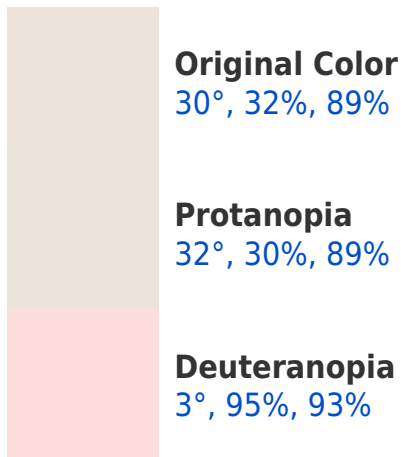 Original Color
30°, 32%, 89%
Protanopia
32°, 30%, 89%
Deuteranopia
3°, 95%, 93%